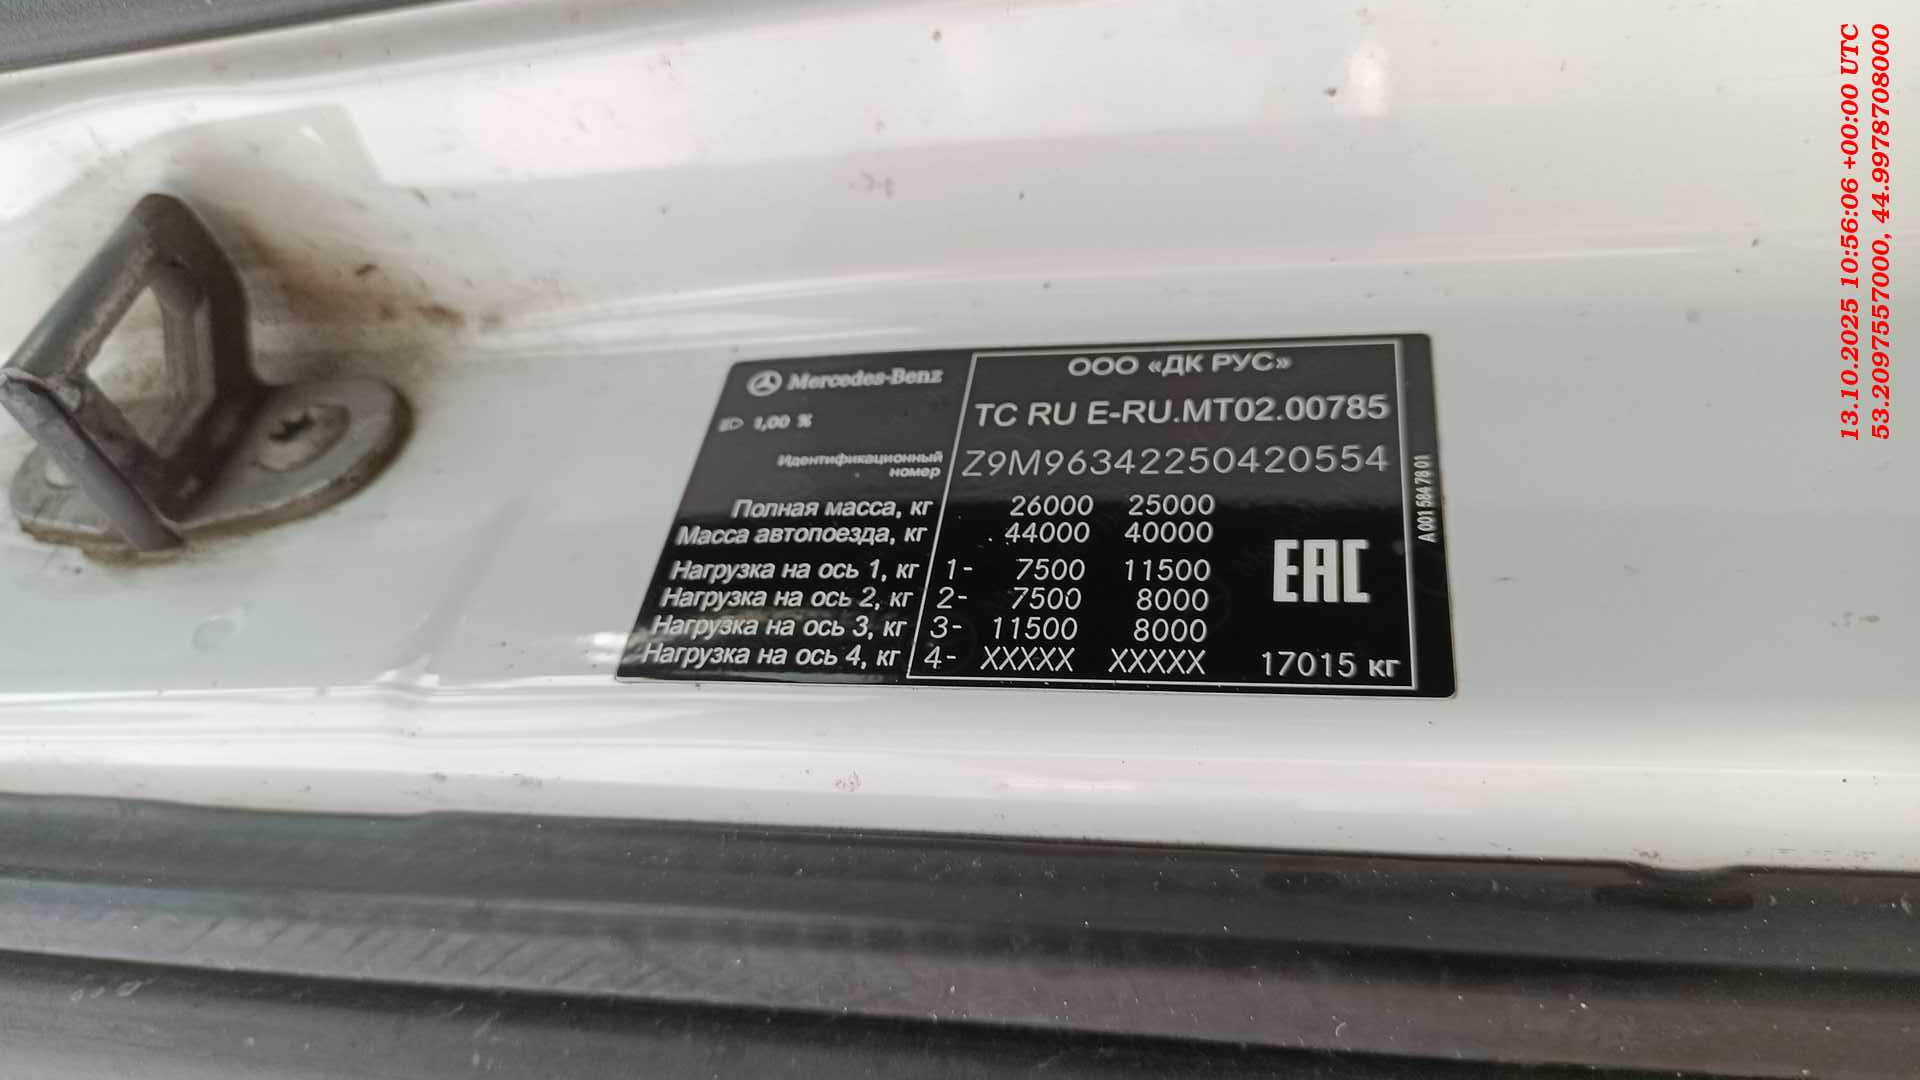 Mercedes-Benz
1,00 %
Идентификационный
номер
ООО «ДК РУС»
ТС RU E-RU.MT02.00785
Z9M96342250420554
Полная масса, кг 26000 25000
Масса автопоезда, кг 44000 40000
Нагрузка на ось 1, кг 1- 7500 11500
Нагрузка на ось 2, кг 2- 7500 8000
Нагрузка на ось 3, кг 3- 11500 8000
Нагрузка на ось 4, кг 4- XXXXX XXXXX
EAC
17015 кг
A 001 584 78 01
13.10.2025 10:56:06 +00:00 UTC
53.2209755557000, 44.9978708000